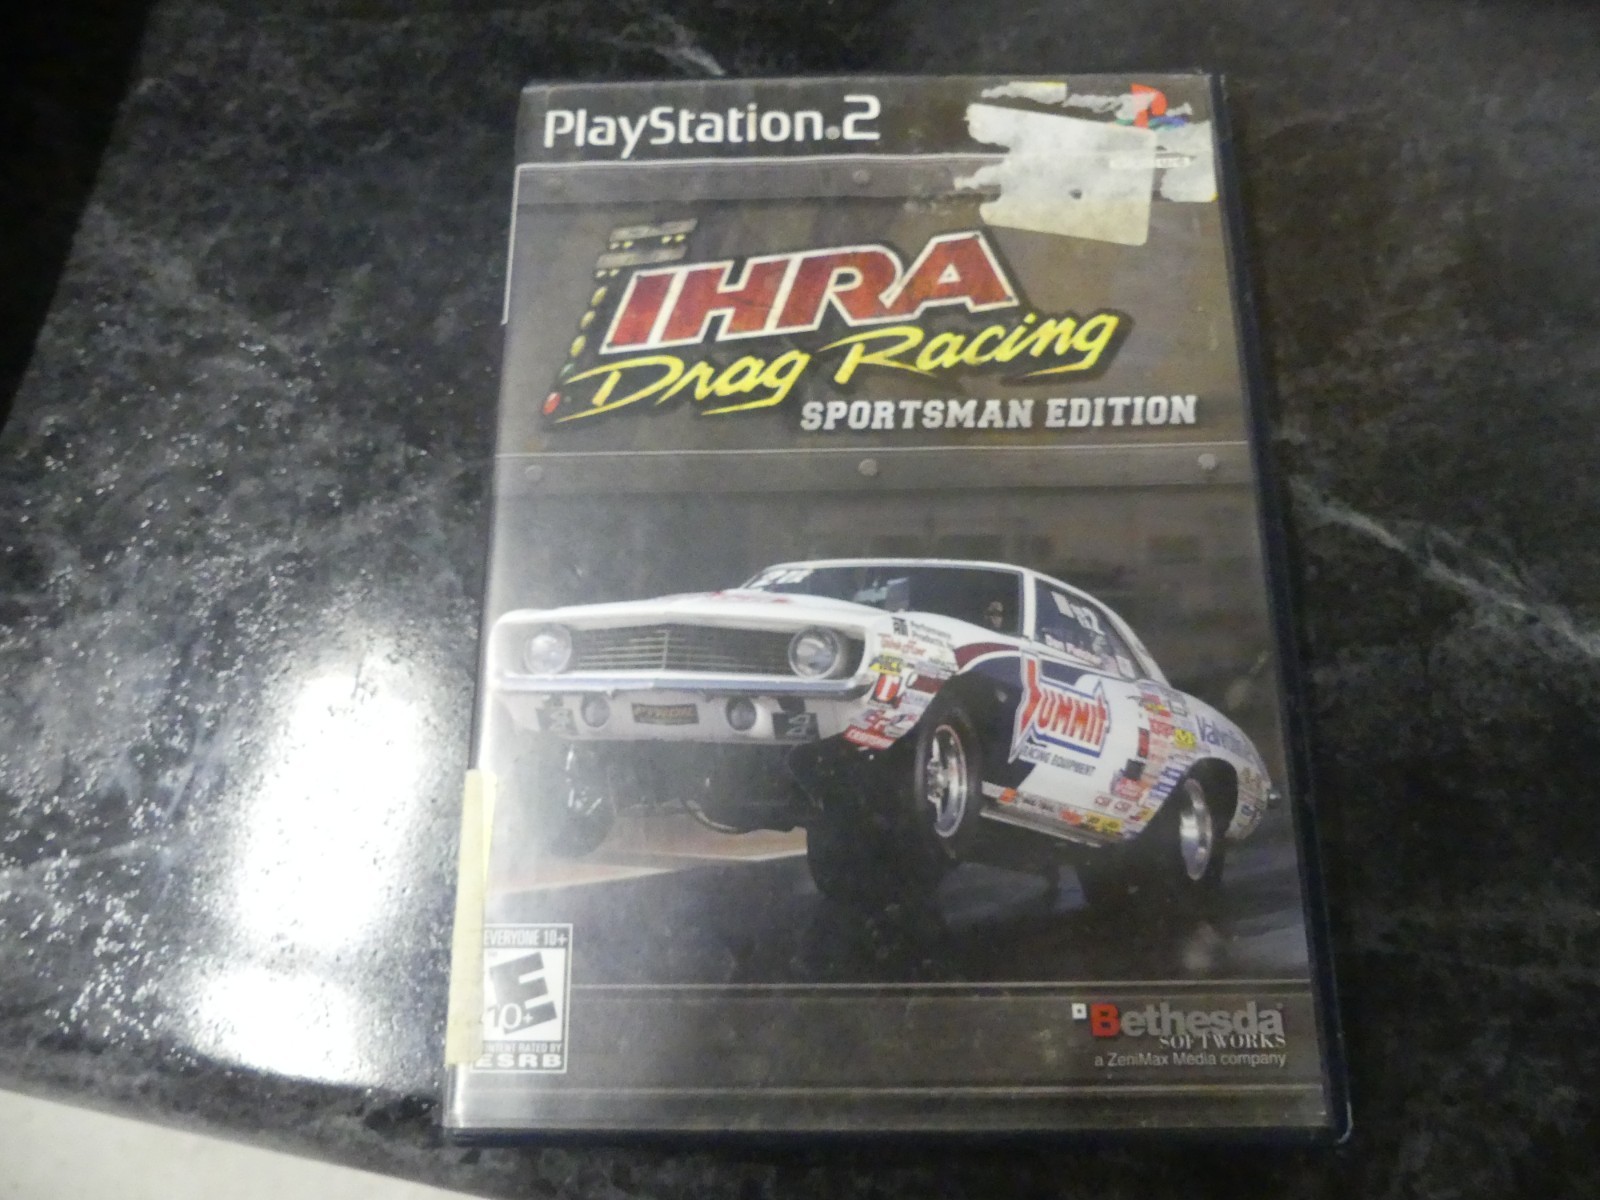 PlayStation.2
IHRA
Drag Racing
SPORTSMAN EDITION
SUMMIT
RACING EQUIPMENT
EVERYONE 10+
E
10+
CONTENT RATED BY
ESRB
Bethesda
SOFTWORKS
a ZeniMax Media company